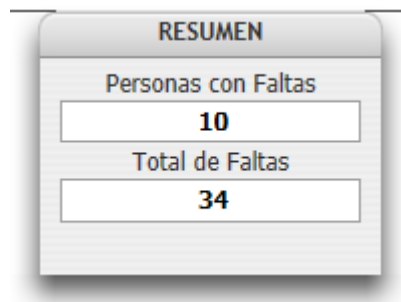 RESUMEN
Personas con Faltas
10
Total de Faltas
34